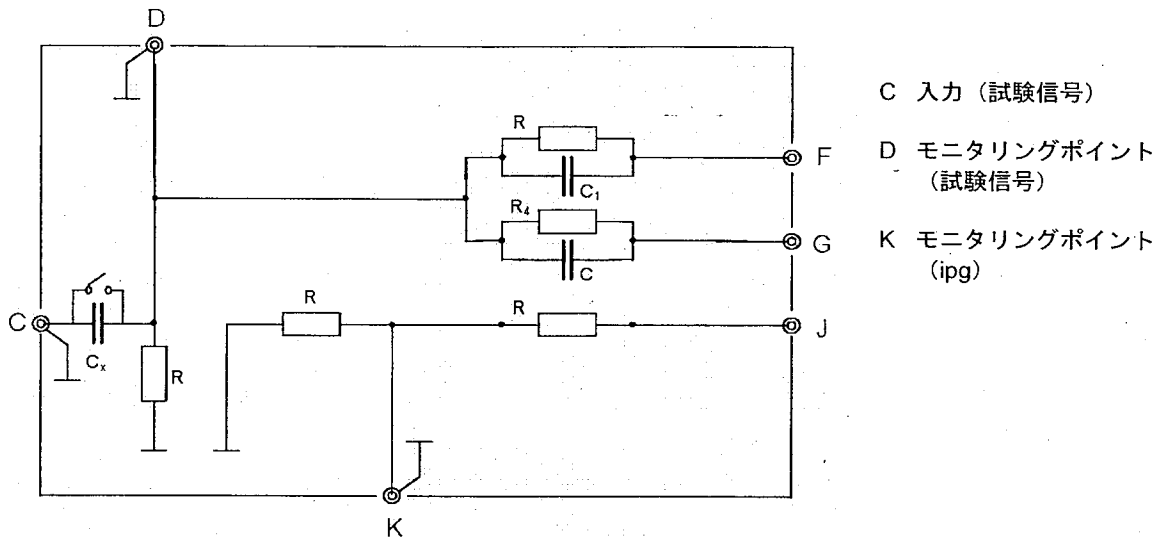 D
R
C₁
F
R₄
C
G
R
R
J
C
Cₓ
R
K
C 入力（試験信号）
D モニタリングポイント
（試験信号）
K モニタリングポイント
（ipg）